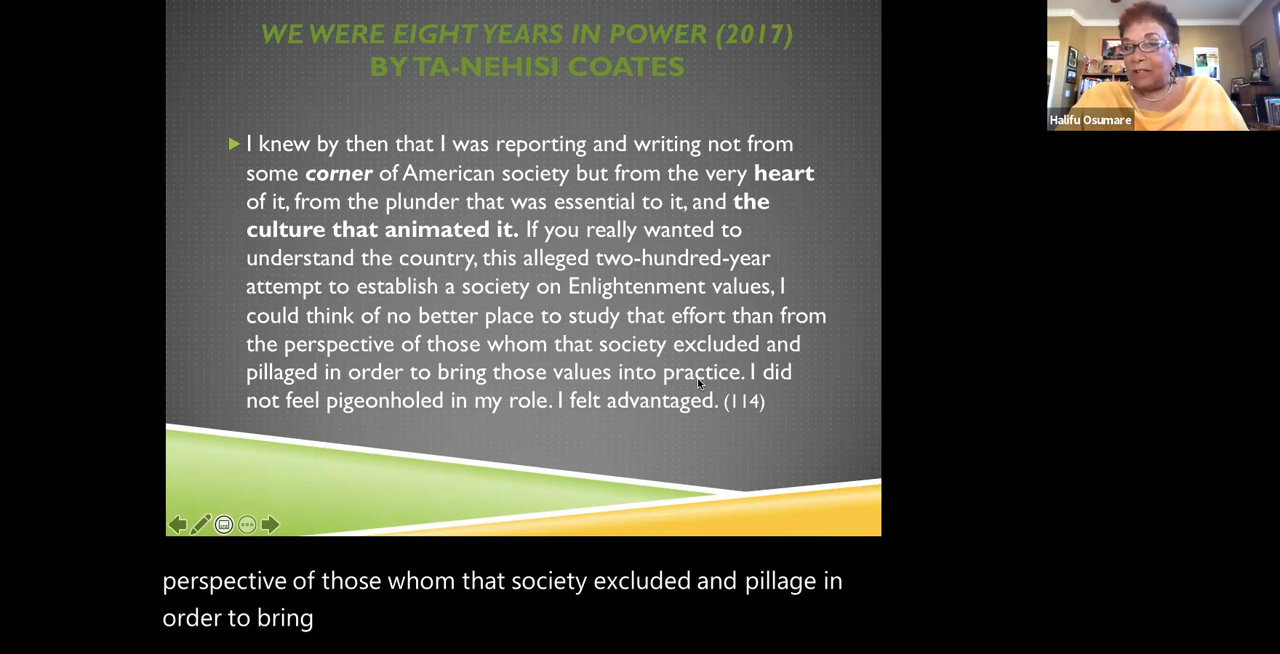 WE WERE EIGHT YEARS IN POWER (2017)
BY TA-NEHISI COATES
I knew by then that I was reporting and writing not from
some corner of American society but from the very heart
of it, from the plunder that was essential to it, and the
culture that animated it. If you really wanted to
understand the country, this alleged two-hundred-year
attempt to establish a society on Enlightenment values, I
could think of no better place to study that effort than from
the perspective of those whom that society excluded and
pillaged in order to bring those values into practice. I did
not feel pigeonholed in my role. I felt advantaged. (114)
Halifu Osumare
perspective of those whom that society excluded and pillage in
order to bring